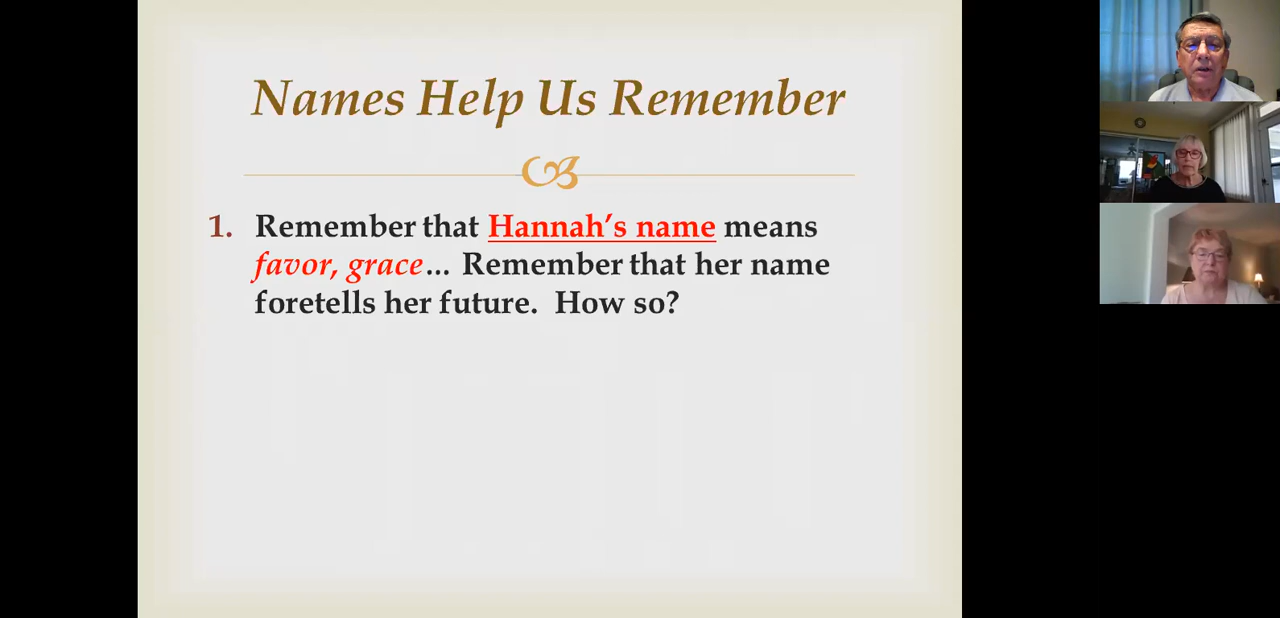 Names Help Us Remember
1. Remember that Hannah’s name means
favor, grace… Remember that her name
foretells her future.  How so?